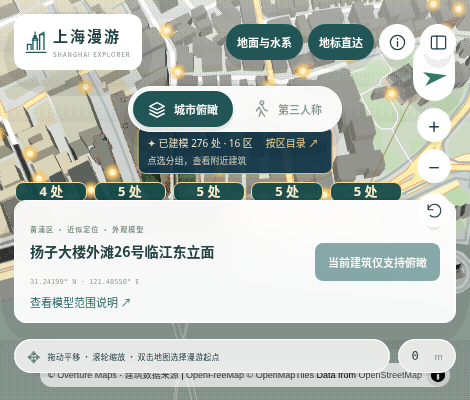 上海漫游
SHANGHAI EXPLORER
地面与水系
地标直达
城市俯瞰
第三人称
✦ 已建模 276 处 · 16 区 按区目录 ↗
点选分组，查看附近建筑
4 处
5 处
5 处
5 处
5 处
黄浦区 · 近似定位 · 外观模型
扬子大楼外滩26号临江东立面
31.24199° N · 121.48550° E
查看模型范围说明 ↗
当前建筑仅支持俯瞰
拖动平移 · 滚轮缩放 · 双击地图选择漫游起点
0 m
© Overture Maps · 建筑数据来源 | OpenFreeMap © OpenMapTiles Data from OpenStreetMap